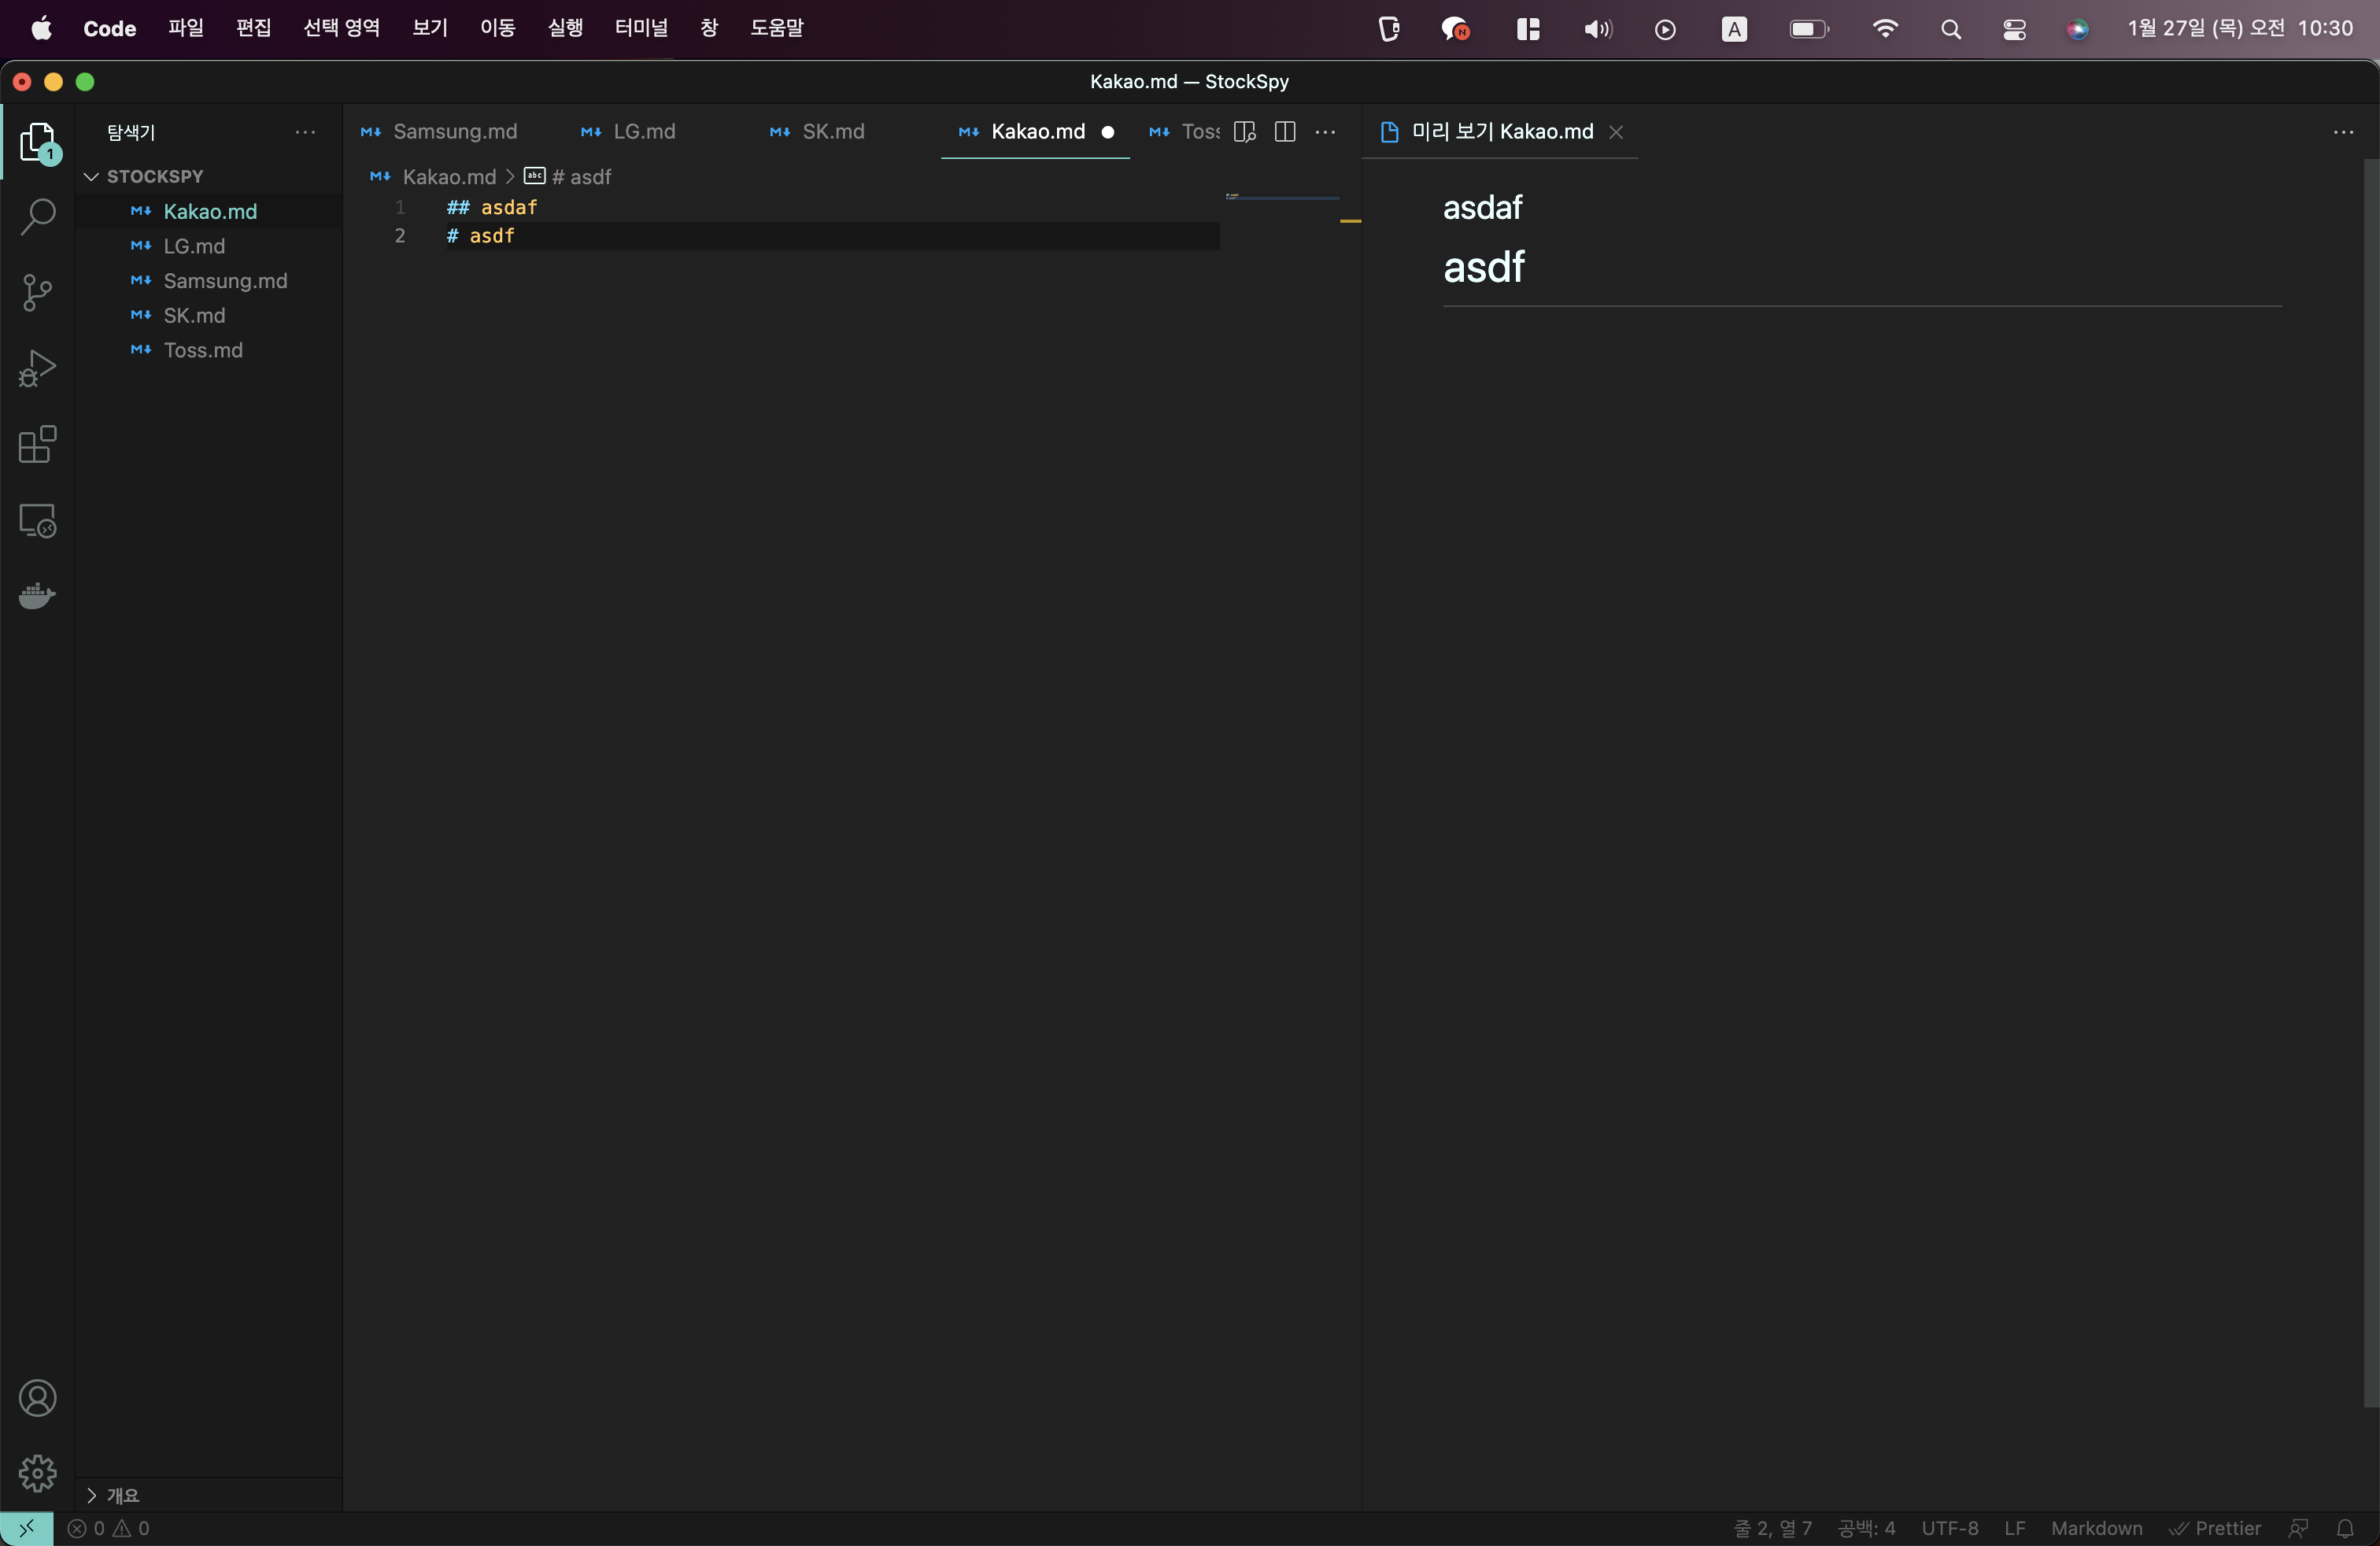 Code 파일 편집 선택 영역 보기 이동 실행 터미널 창 도움말 N A 1월 27일 (목) 오전 10:30
Kakao.md — StockSpy
탐색기 ···
1
STOCKSPY
Kakao.md
LG.md
Samsung.md
SK.md
Toss.md
개요
Samsung.md LG.md SK.md Kakao.md Toss ···
Kakao.md > abc # asdf
1 ## asdaf
2 # asdf
미리 보기 Kakao.md ···
asdaf
asdf
0 0 줄 2, 열 7 공백: 4 UTF-8 LF Markdown Prettier